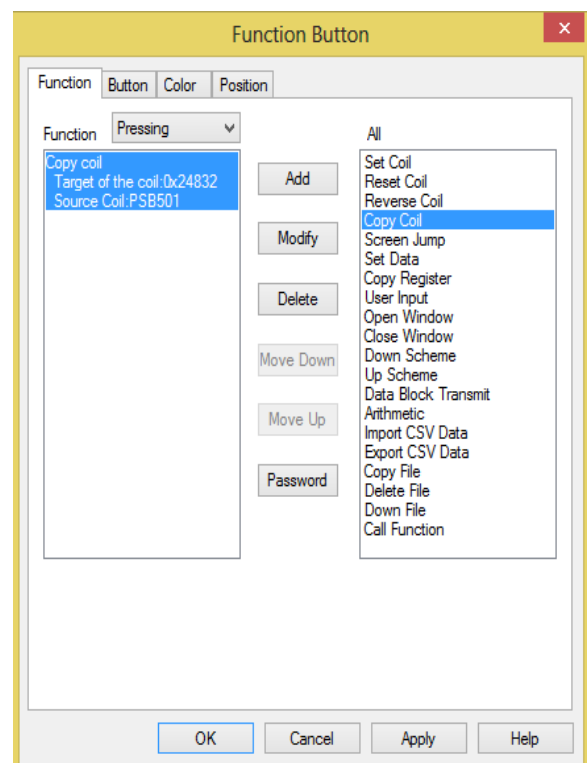 Function Button
Function Button Color Position
Function Pressing
All
Copy coil
Target of the coil:0x24832
Source Coil:PSB501
Add
Modify
Delete
Move Down
Move Up
Password
Set Coil
Reset Coil
Reverse Coil
Copy Coil
Screen Jump
Set Data
Copy Register
User Input
Open Window
Close Window
Down Scheme
Up Scheme
Data Block Transmit
Arithmetic
Import CSV Data
Export CSV Data
Copy File
Delete File
Down File
Call Function
OK Cancel Apply Help